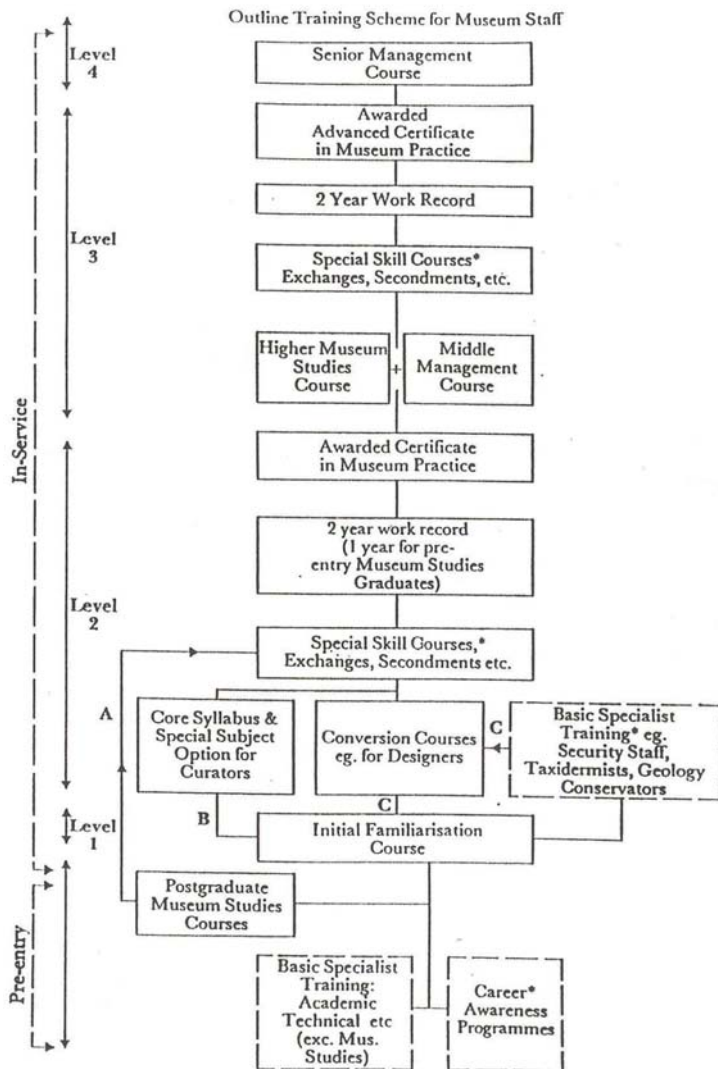 Outline Training Scheme for Museum Staff
Level
4
Senior Management
Course
Awarded
Advanced Certificate
in Museum Practice
2 Year Work Record
Level
3
Special Skill Courses*
Exchanges, Secondments, etc.
Higher Museum
Studies
Course
+
Middle
Management
Course
In-Service
Awarded Certificate
in Museum Practice
2 year work record
(1 year for pre-
entry Museum Studies
Graduates)
Level
2
Special Skill Courses,*
Exchanges, Secondments etc.
A
Core Syllabus &
Special Subject
Option for
Curators
Conversion Courses
eg. for Designers
C
Basic Specialist
Training* eg.
Security Staff,
Taxidermists, Geology
Conservators
Level
1
B
C
Initial Familiarisation
Course
Pre-entry
Postgraduate
Museum Studies
Courses
Basic Specialist
Training:
Academic
Technical etc
(exc. Mus.
Studies)
Career*
Awareness
Programmes